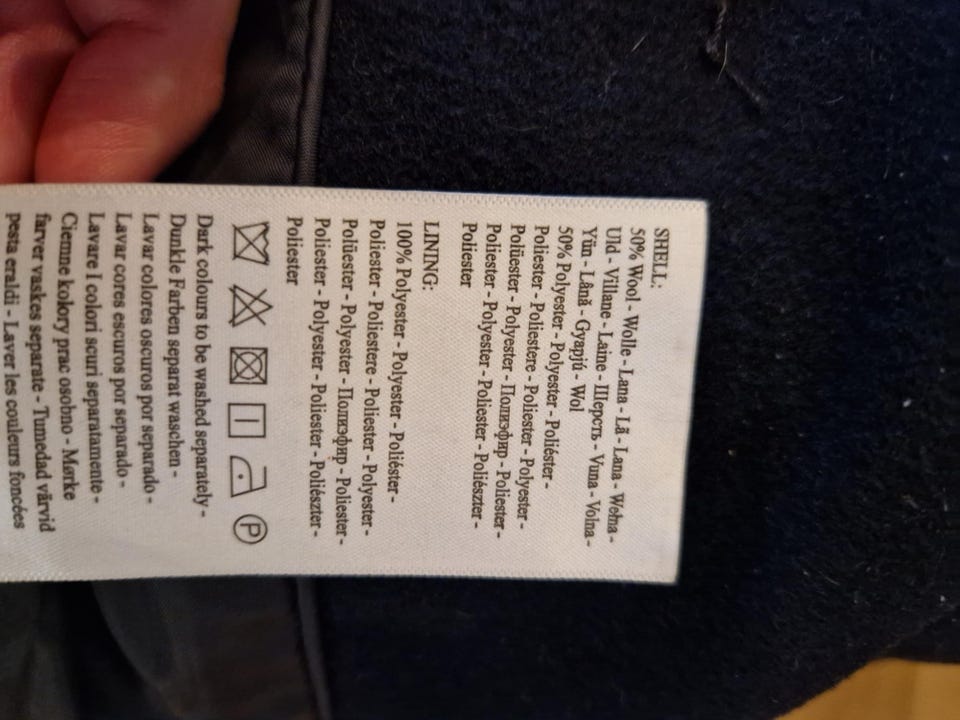 SHELL:
50% Wool - Wolle - Lana - Lã - Lana - Wełna -
Uld - Villane - Laine - Шерсть - Vuna - Volna -
Yün - Lână - Gyapjú - Wol
50% Polyester - Polyester - Poliéster -
Poliester - Poliestere - Poliester - Polyester -
Polüester - Polyester - Полиэфир - Poliester -
Poliester - Polyester - Poliester - Poliészter -
Poliester
LINING:
100% Polyester - Polyester - Poliéster -
Poliester - Poliestere - Poliester - Polyester -
Polüester - Polyester - Полиэфир - Poliester -
Poliester - Polyester - Poliester - Poliészter -
Poliester
P
Dark colours to be washed separately -
Dunkle Farben separat waschen -
Lavar colores oscuros por separado -
Lavar cores escuros por separado -
Lavare I colori scuri separatamente -
Ciemne kolory prac osobno - Mørke
farver vaskes separate - Tumedad värvid
pesta eraldi - Laver les couleurs foncées